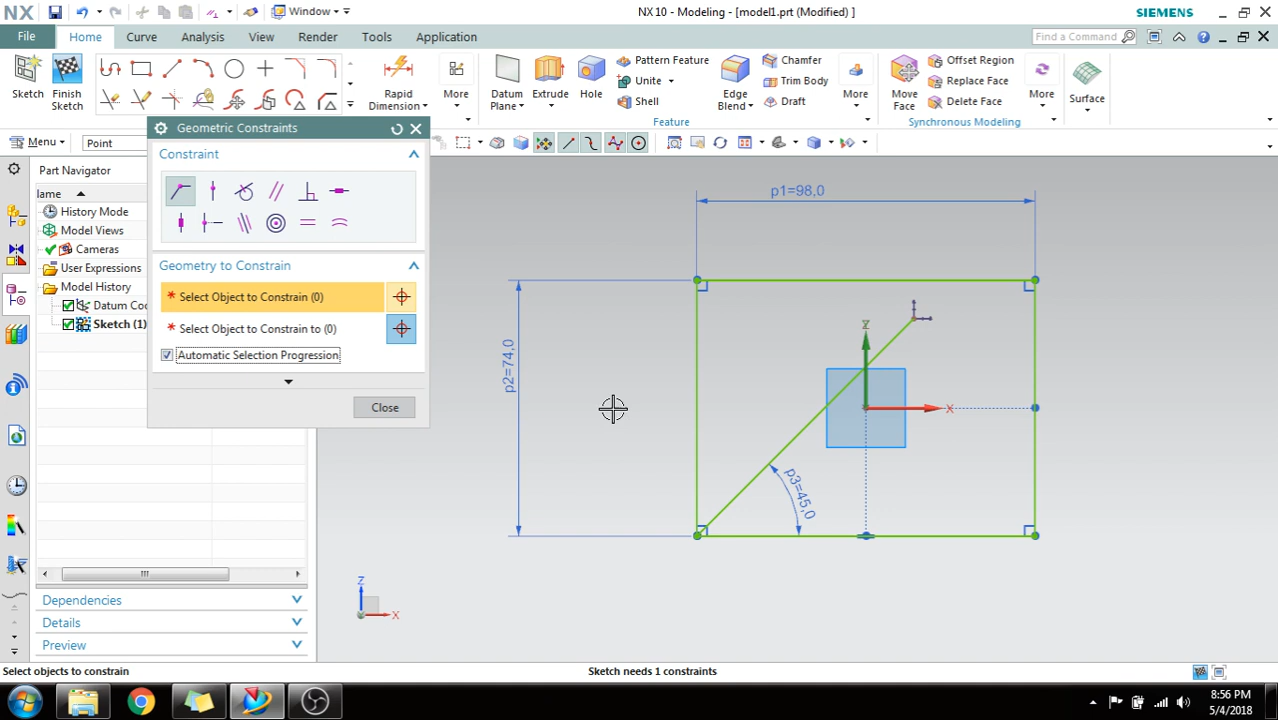 NX
Window
NX 10 - Modeling - [model1.prt (Modified) ]
SIEMENS
File
Home
Curve
Analysis
View
Render
Tools
Application
Find a Command
Sketch
Finish Sketch
Rapid Dimension
More
Datum Plane
Extrude
Hole
Pattern Feature
Unite
Shell
Edge Blend
Chamfer
Trim Body
Draft
More
Move Face
Offset Region
Replace Face
Delete Face
More
Surface
Feature
Synchronous Modeling
Menu
Point
Geometric Constraints
Constraint
Geometry to Constrain
* Select Object to Constrain (0)
* Select Object to Constrain to (0)
Automatic Selection Progression
Close
Part Navigator
lame
History Mode
Model Views
Cameras
User Expressions
Model History
Datum Coo
Sketch (1)
Dependencies
Details
Preview
p1=98,0
p2=74,0
p3=45,0
Z
X
Z
X
Select objects to constrain
Sketch needs 1 constraints
8:56 PM
5/4/2018